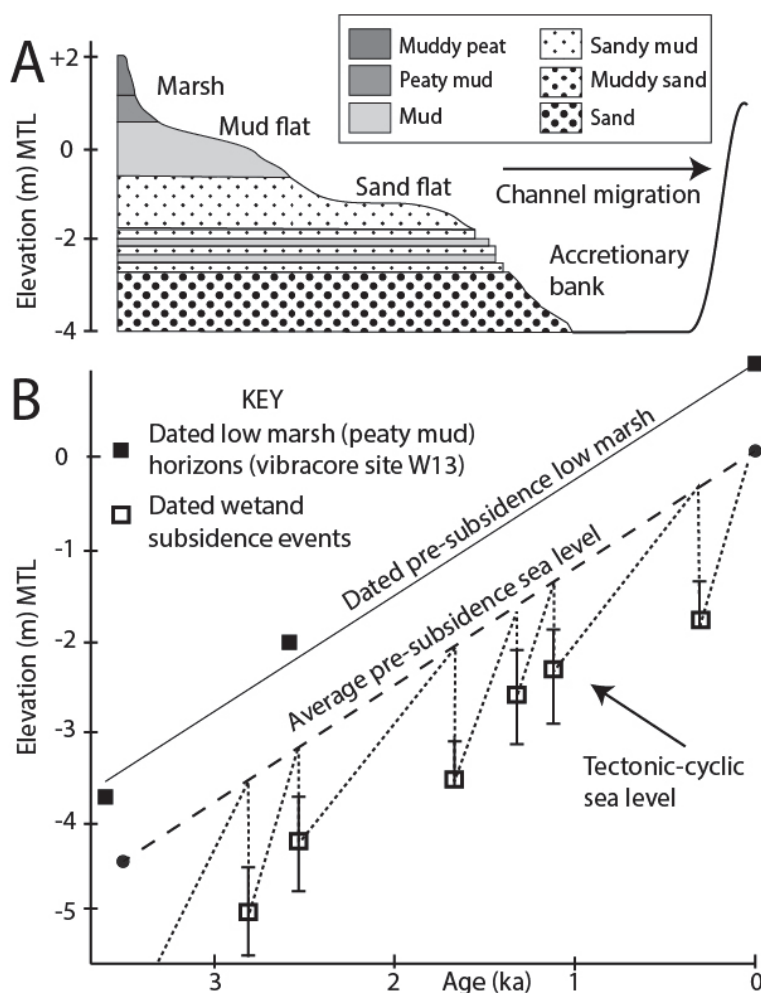 A
Elevation (m) MTL
+2
0
-2
-4
Marsh
Mud flat
Sand flat
Muddy peat
Peaty mud
Mud
Sandy mud
Muddy sand
Sand
Channel migration
Accretionary
bank
B
Elevation (m) MTL
0
-1
-2
-3
-4
-5
KEY
Dated low marsh (peaty mud)
horizons (vibracore site W13)
Dated wetand
subsidence events
Dated pre-subsidence low marsh
Average pre-subsidence sea level
Tectonic-cyclic
sea level
3
2
Age (ka)
1
0